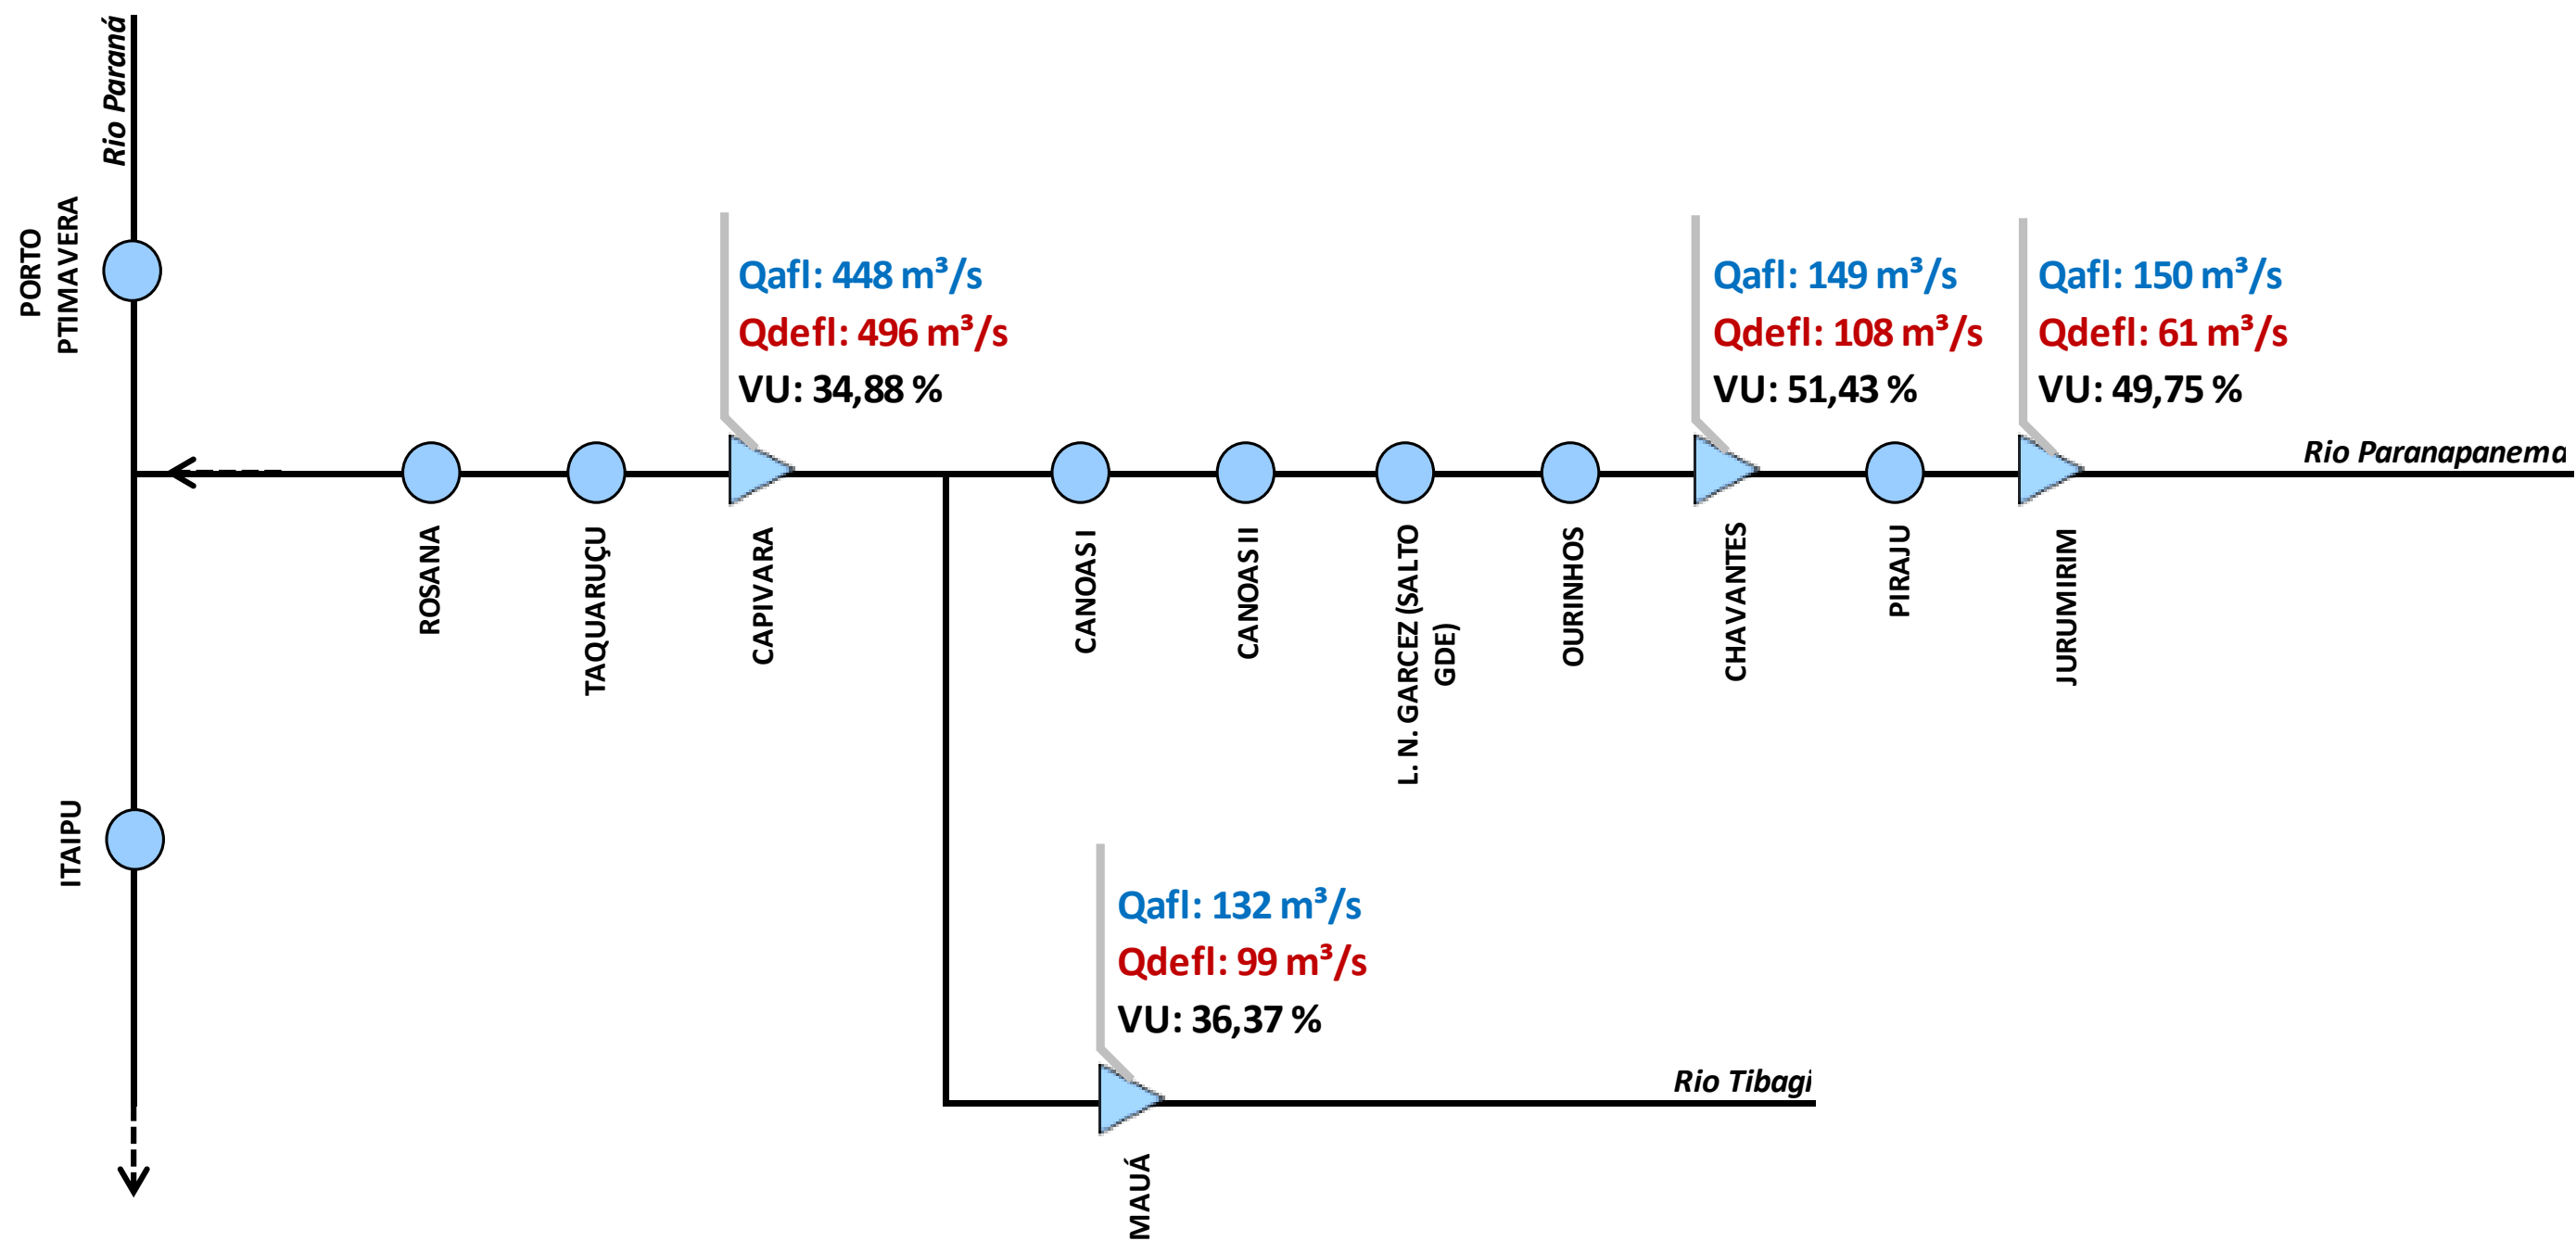 Rio Paraná
PORTO
PTIMAVERA
Qafl: 448 m³/s
Qdefl: 496 m³/s
VU: 34,88 %
Qafl: 149 m³/s
Qdefl: 108 m³/s
VU: 51,43 %
Qafl: 150 m³/s
Qdefl: 61 m³/s
VU: 49,75 %
Rio Paranapanema
ROSANA
TAQUARUÇU
CAPIVARA
CANOAS I
CANOAS II
L. N. GARCEZ (SALTO
GDE)
OURINHOS
CHAVANTES
PIRAJU
JURUMIRIM
ITAIPU
Qafl: 132 m³/s
Qdefl: 99 m³/s
VU: 36,37 %
Rio Tibagi
MAUÁ